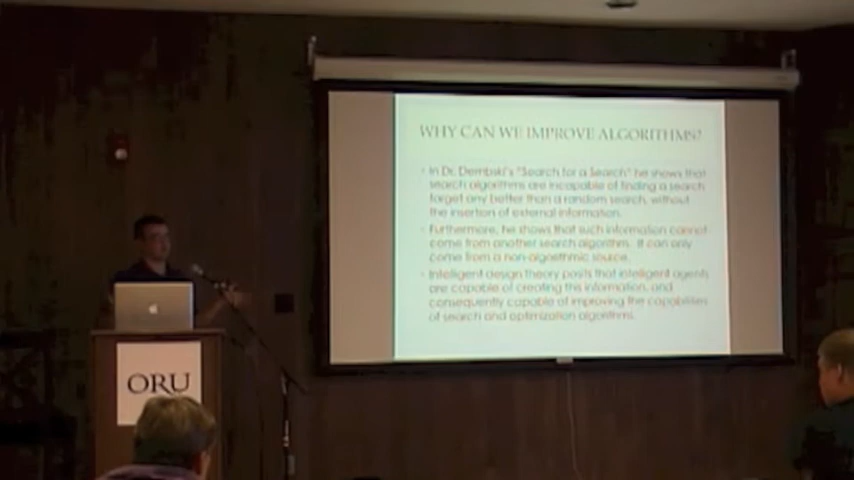 WHY CAN WE IMPROVE ALGORITHMS?
· In Dr. Dembski's "Search for a Search" he shows that
search algorithms are incapable of finding a search
target any better than a random search, without
the insertion of external information.
· Furthermore, he shows that such information cannot
come from another search algorithm. It can only
come from a non-algorithmic source.
· Intelligent design theory posits that intelligent agents
are capable of creating this information, and
consequently capable of improving the capabilities
of search and optimization algorithms.
ORU